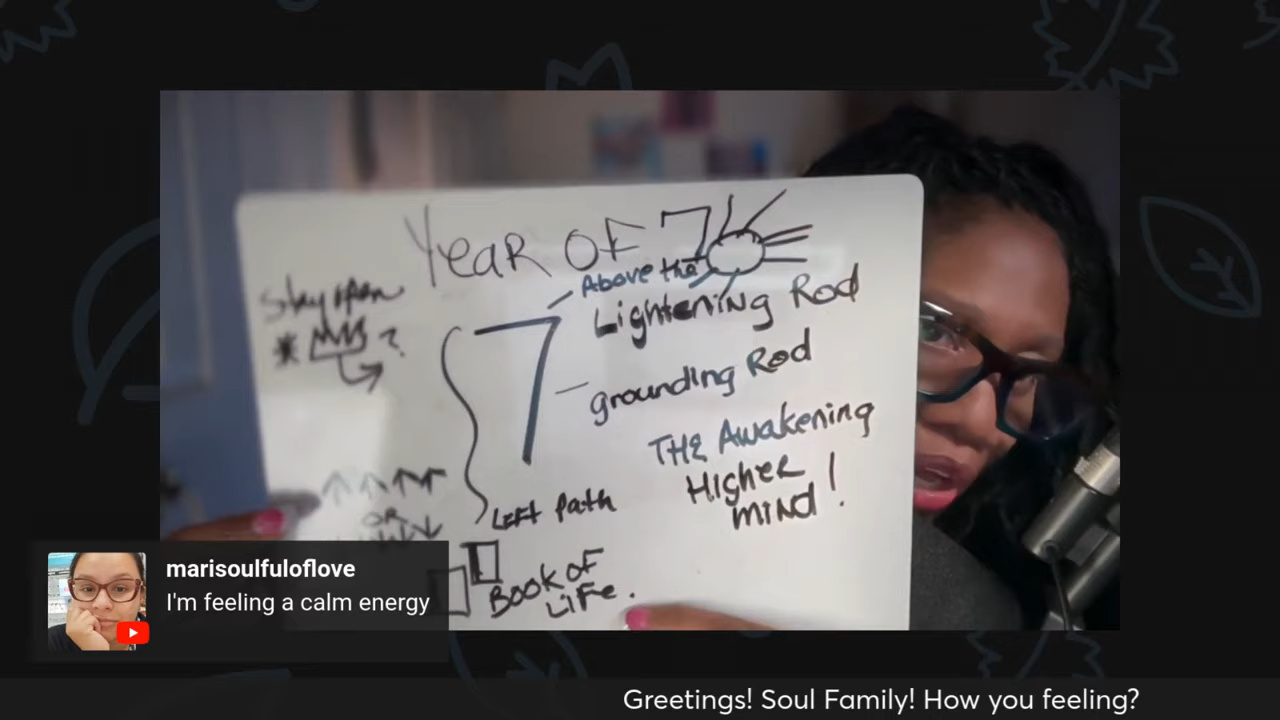 YeaR OF 7
Above the
Lightening Rod
Stay open
7
grounding Rod
THE Awakening
HigHer
MiNd!
OR
LEFT Path
Book OF
LiFe.
marisoulfuloflove
I'm feeling a calm energy
Greetings! Soul Family! How you feeling?